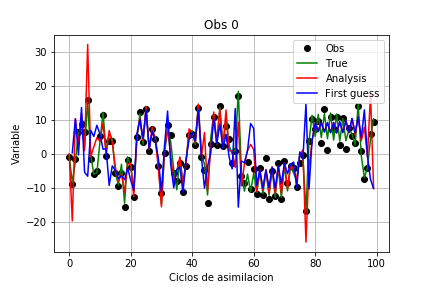 Obs 0
Obs
True
Analysis
First guess
Variable
30
20
10
0
−10
−20
0 20 40 60 80 100
Ciclos de asimilacion